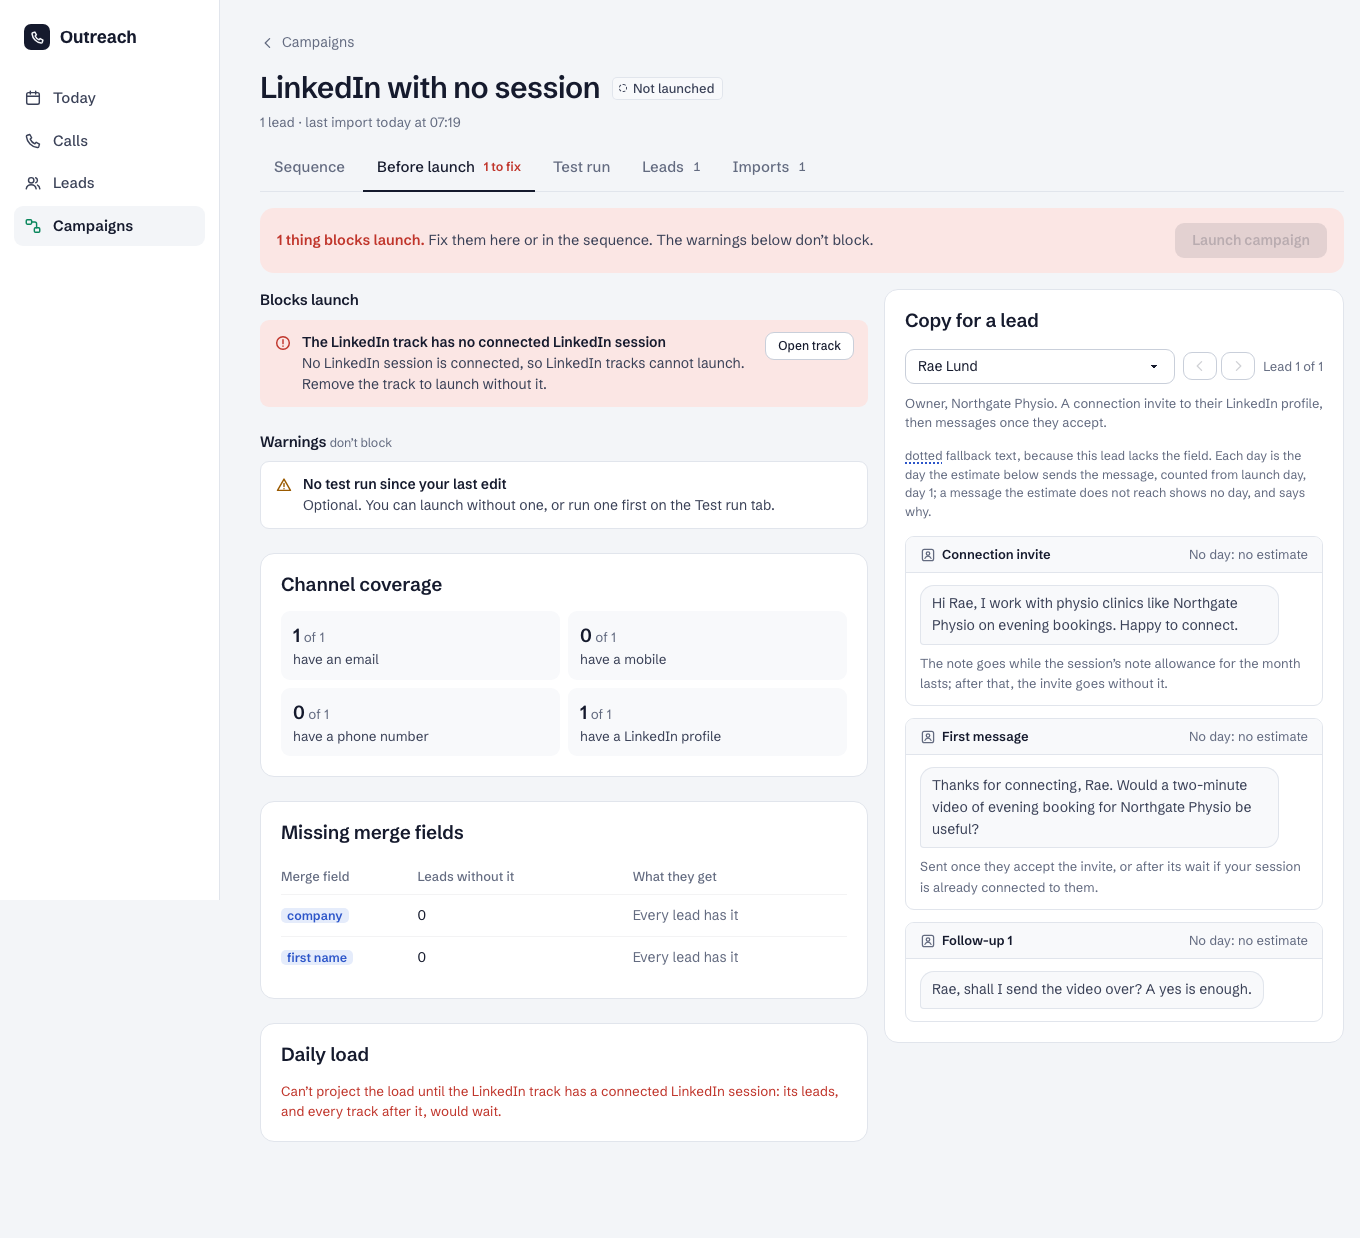 Outreach
Today
Calls
Leads
Campaigns
Campaigns
LinkedIn with no session
Not launched
1 lead · last import today at 07:19
Sequence
Before launch 1 to fix
Test run
Leads 1
Imports 1
1 thing blocks launch. Fix them here or in the sequence. The warnings below don't block.
Launch campaign
Blocks launch
The LinkedIn track has no connected LinkedIn session
No LinkedIn session is connected, so LinkedIn tracks cannot launch.
Remove the track to launch without it.
Open track
Warnings don't block
No test run since your last edit
Optional. You can launch without one, or run one first on the Test run tab.
Channel coverage
1 of 1
have an email
0 of 1
have a mobile
0 of 1
have a phone number
1 of 1
have a LinkedIn profile
Missing merge fields
Merge field Leads without it What they get
company 0 Every lead has it
first name 0 Every lead has it
Daily load
Can't project the load until the LinkedIn track has a connected LinkedIn session: its leads,
and every track after it, would wait.
Copy for a lead
Rae Lund
Lead 1 of 1
Owner, Northgate Physio. A connection invite to their LinkedIn profile,
then messages once they accept.
dotted fallback text, because this lead lacks the field. Each day is the
day the estimate below sends the message, counted from launch day,
day 1; a message the estimate does not reach shows no day, and says
why.
Connection invite No day: no estimate
Hi Rae, I work with physio clinics like Northgate
Physio on evening bookings. Happy to connect.
The note goes while the session's note allowance for the month
lasts; after that, the invite goes without it.
First message No day: no estimate
Thanks for connecting, Rae. Would a two-minute
video of evening booking for Northgate Physio be
useful?
Sent once they accept the invite, or after its wait if your session
is already connected to them.
Follow-up 1 No day: no estimate
Rae, shall I send the video over? A yes is enough.